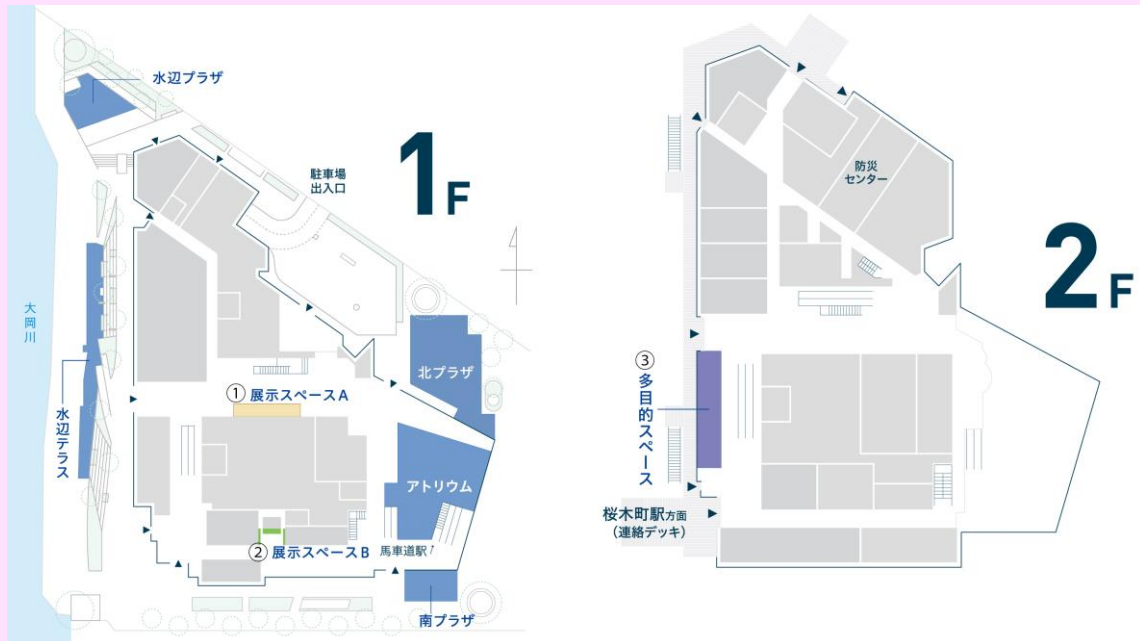 水辺プラザ
1F
駐車場
出入口
大岡川
北プラザ
① 展示スペースA
水辺テラス
アトリウム
② 展示スペースB
馬車道駅
南プラザ
2F
防災
センター
③多目的スペース
桜木町駅方面
(連絡デッキ)